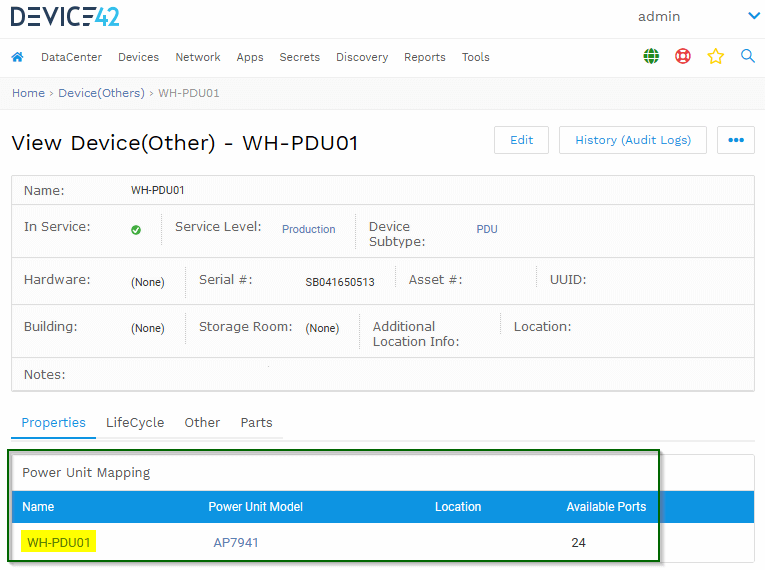 DEVICE42
admin
DataCenter Devices Network Apps Secrets Discovery Reports Tools
Home › Device(Others) › WH-PDU01
View Device(Other) - WH-PDU01
Edit History (Audit Logs) •••
Name: WH-PDU01
In Service: Service Level: Production Device Subtype: PDU
Hardware: (None) Serial #: SB041650513 Asset #: UUID:
Building: (None) Storage Room: (None) Additional Location Info: Location:
Notes:
Properties LifeCycle Other Parts
Power Unit Mapping
Name Power Unit Model Location Available Ports
WH-PDU01 AP7941 24